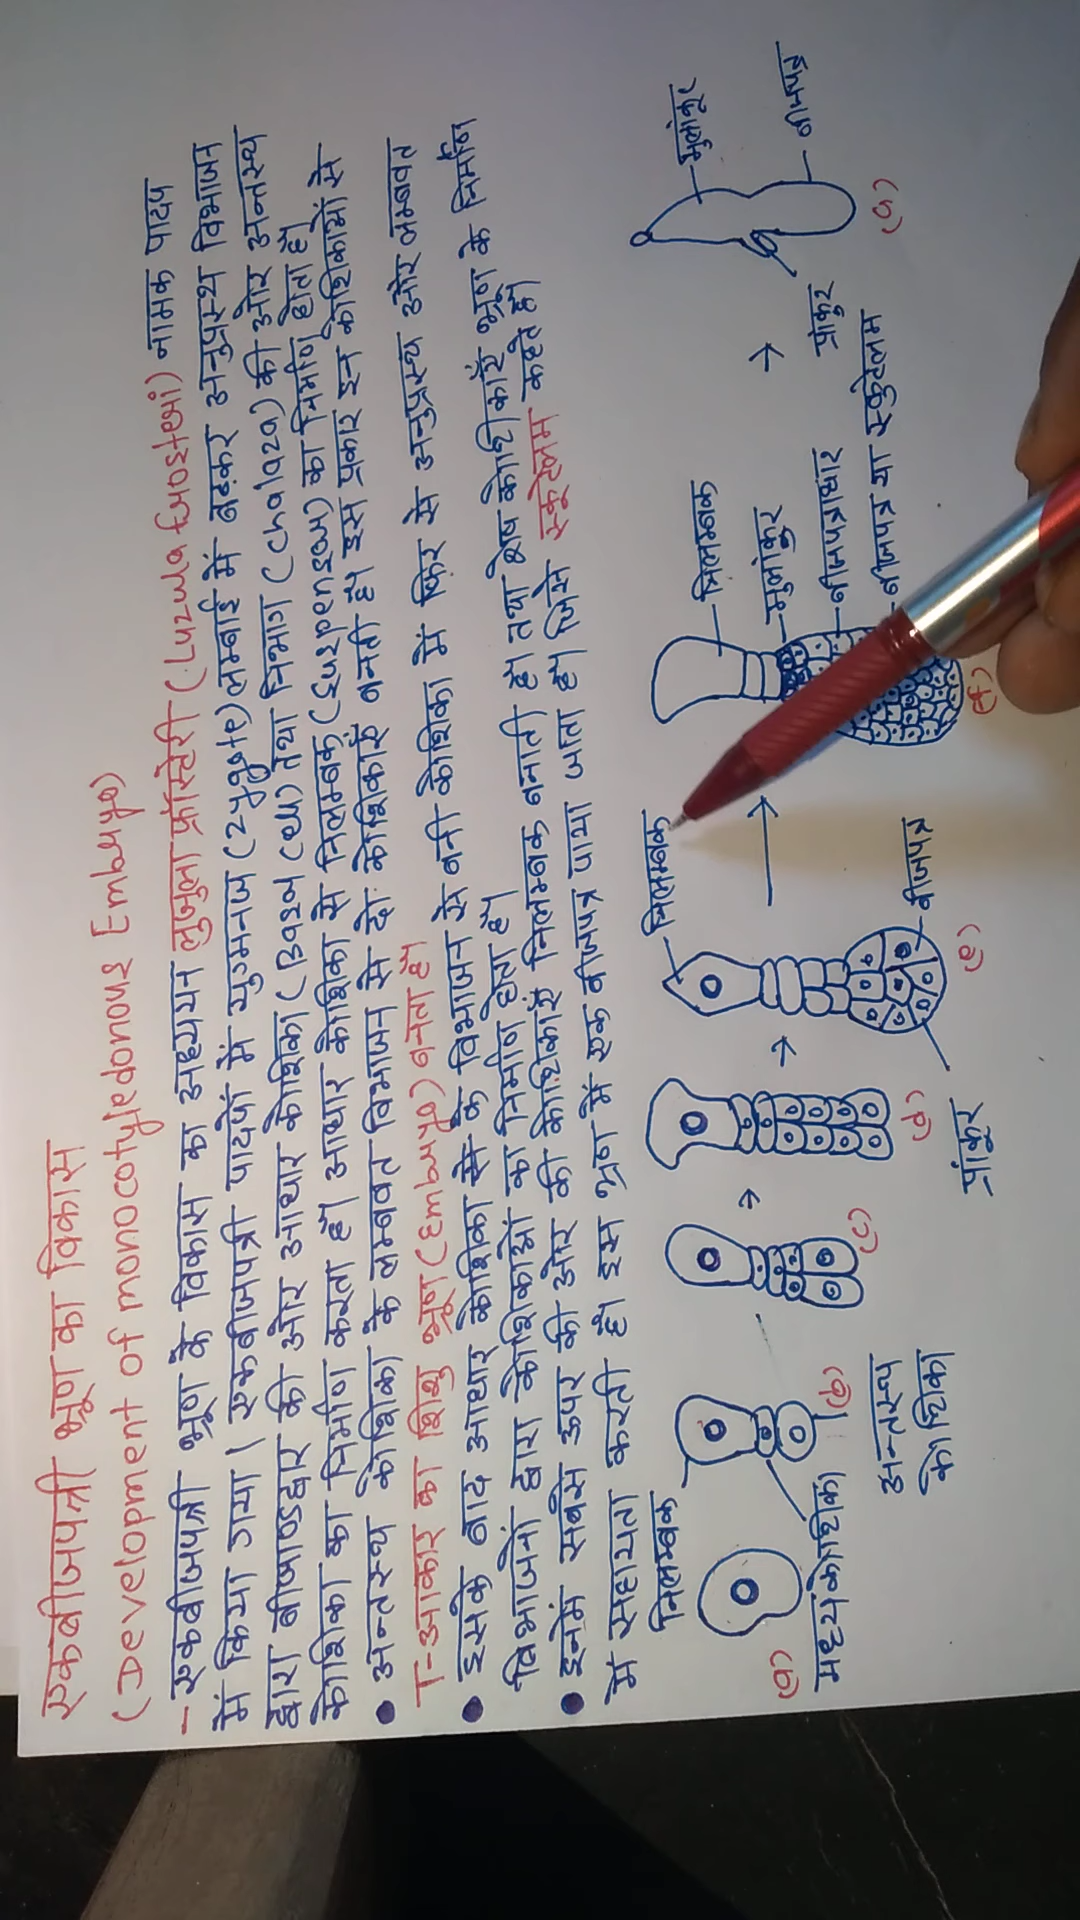 एकबीजपत्री भ्रूण का विकास
(Development of monocotyledonous Embryo)
- एकबीजपत्री भ्रूण के विकास का अध्ययन लुजुला फ्रॉस्टेरी (Luzula frosterii) नामक पादप
में किया गया। एकबीजपत्री पादपों में युग्मनज (Zygote) लम्बाई में बढ़कर अनुप्रस्थ विभाजन
द्वारा बीजाण्डद्वार की ओर आधार कोशिका (Basal cell) तथा निभाग (Chalaza) की ओर अन्तस्थ
कोशिका का निर्माण करता है। आधार कोशिका से निलम्बक (Suspensor) का निर्माण होता है।
• अन्तस्थ कोशिका के लम्बवत विभाजन से दो कोशिकाएँ बनती है। इस प्रकार इन कोशिकाओं से
T-आकार का शिशु भ्रूण (Embryo) बनता है।
• इसके बाद आधार कोशिका से के विभाजन से बनी कोशिका में फ़िर से अनुप्रस्थ और लम्बवत
विभाजनों द्वारा कोशिकाओं का निर्माण होता है।
• इनमें सबसे ऊपर की ओर की कोशिकाएँ निलम्बक बनाती है। तथा शेष कोशिकाएँ भ्रूण के निर्माण
में सहायता करती है। इस भ्रूण में एक बीजपत्र पाया जाता है। जिसे स्कूटेलम कहते है।
निलम्बक
(a)
मध्यकोशिका
(b)
अन्तस्थ
कोशिका
(c)
(d)
निलम्बक
प्रांकुर
बीजपत्र
(e)
निलम्बक
मुलांकुर
बीजपत्राधार
बीजपत्र या स्कुटेलम
(f)
मुलांकुर
बीजपत्र
प्रांकुर